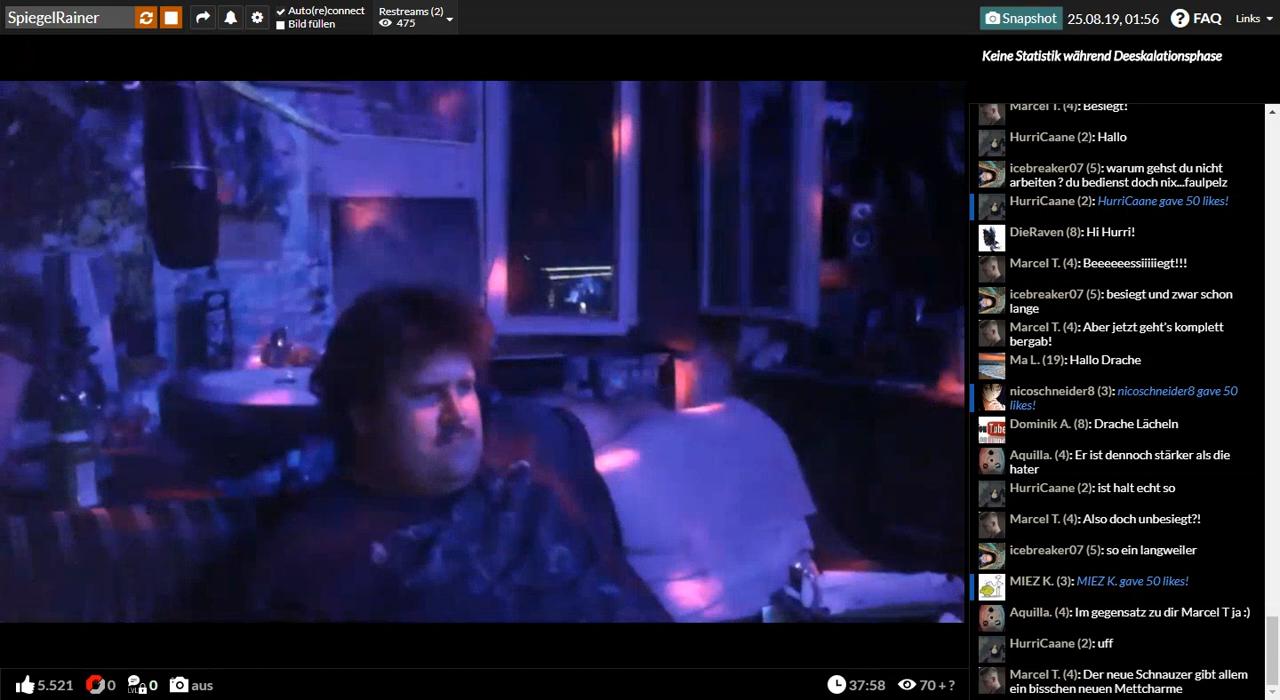 SpiegelRainer
Auto(re)connect
Bild füllen
Restreams (2)
475
Snapshot
25.08.19, 01:56
FAQ
Links
Keine Statistik während Deeskalationsphase
Marcel T. (4): Besiegt!
HurriCaane (2): Hallo
icebreaker07 (5): warum gehst du nicht
arbeiten ? du bedienst doch nix...faulpelz
HurriCaane (2): HurriCaane gave 50 likes!
DieRaven (8): Hi Hurri!
Marcel T. (4): Beeeeeessiiiiiegt!!!
icebreaker07 (5): besiegt und zwar schon
lange
Marcel T. (4): Aber jetzt geht's komplett
bergab!
Ma L. (19): Hallo Drache
nicoschneider8 (3): nicoschneider8 gave 50
likes!
Dominik A. (8): Drache Lächeln
Aquilla. (4): Er ist dennoch stärker als die
hater
HurriCaane (2): ist halt echt so
Marcel T. (4): Also doch unbesiegt?!
icebreaker07 (5): so ein langweiler
MIEZ K. (3): MIEZ K. gave 50 likes!
Aquilla. (4): Im gegensatz zu dir Marcel T ja :)
HurriCaane (2): uff
Marcel T. (4): Der neue Schnauzer gibt allem
ein bisschen neuen Mettcharme
5.521
0
LVL
0
aus
37:58
70 + ?